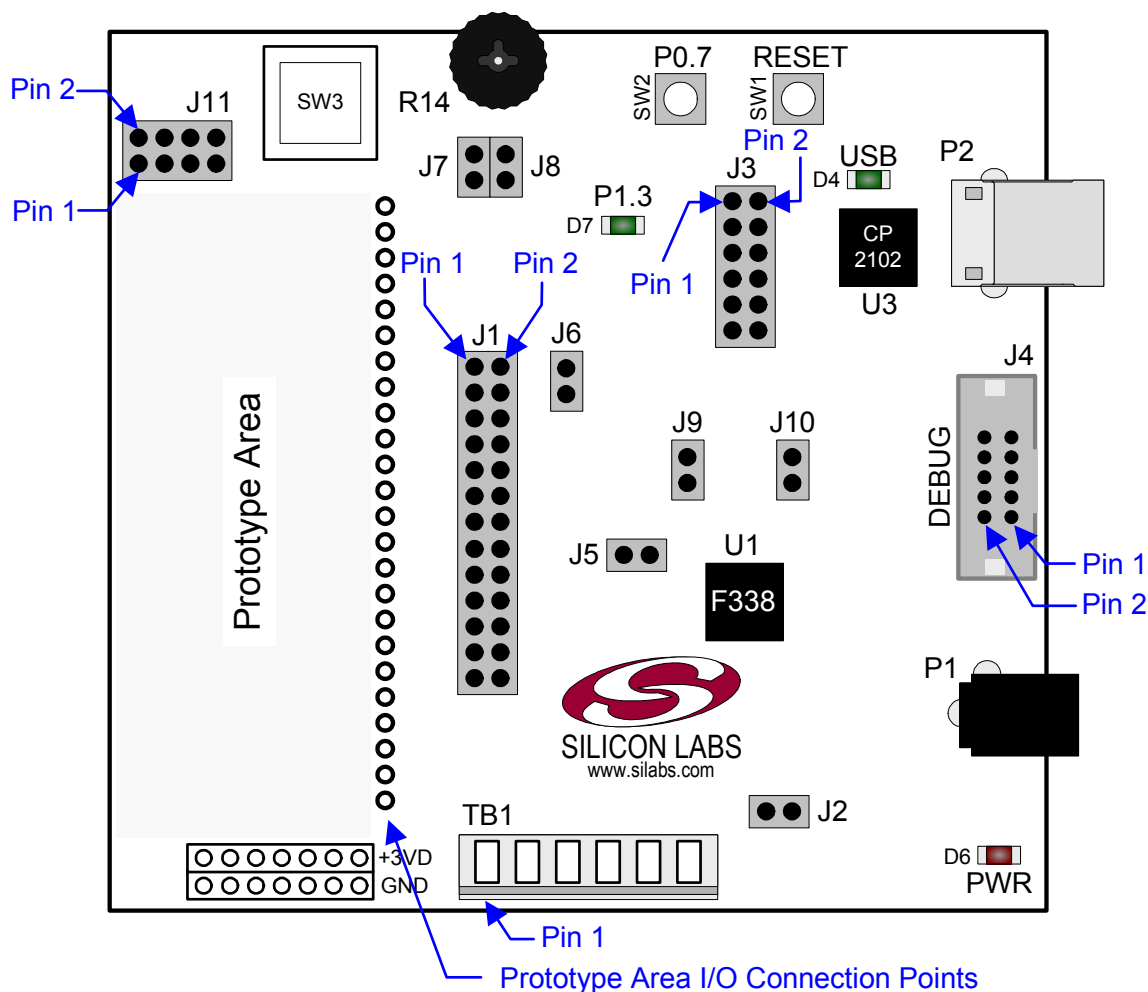 P0.7
RESET
Pin 2
J11
SW3
R14
SW2
SW1
Pin 2
J7
J8
J3
D4
USB
P2
Pin 1
P1.3
D7
CP
2102
Pin 1
Pin 2
Pin 1
U3
J1
J6
J4
Prototype Area
J9
J10
DEBUG
J5
U1
Pin 1
F338
Pin 2
P1
SILICON LABS
www.silabs.com
TB1
J2
+3VD
GND
D6
PWR
Pin 1
Prototype Area I/O Connection Points